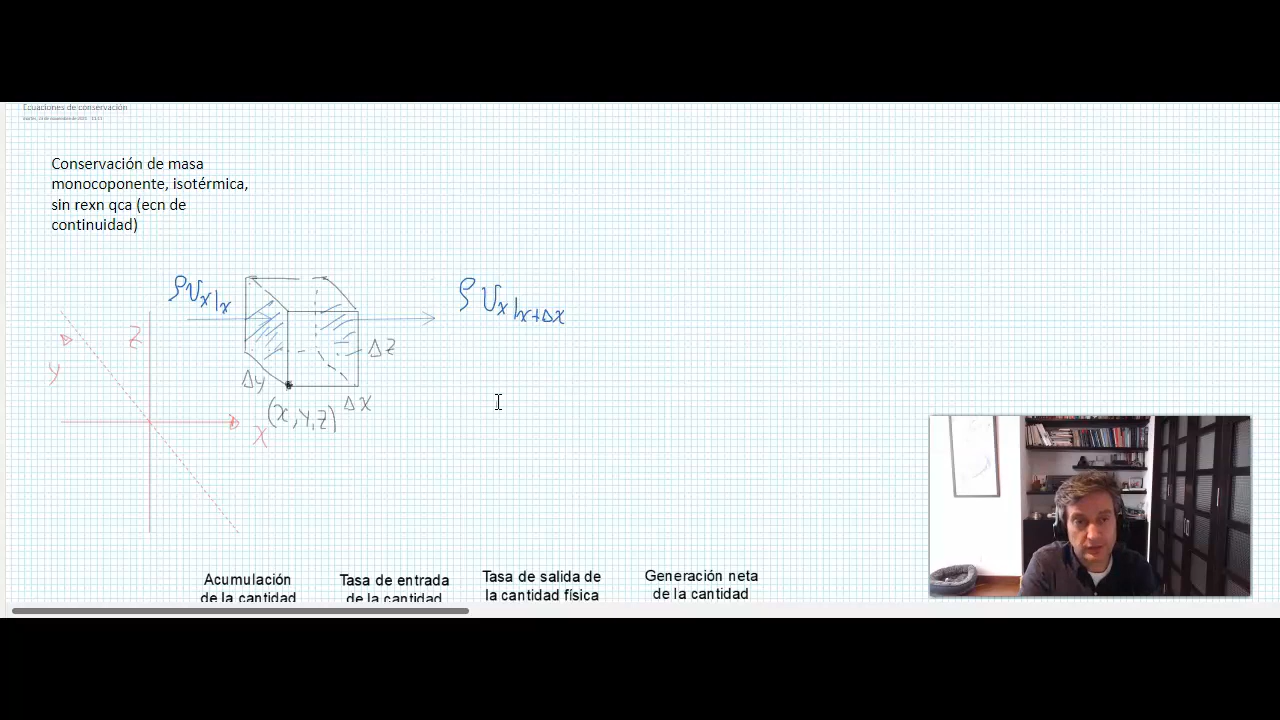 Ecuaciones de conservación
Conservación de masa
monocoponente, isotérmica,
sin rexn qca (ecn de
continuidad)
ρUx|x
ρUx|x+Δx
Z
Y
X
ΔZ
Δy
ΔX
(X,Y,Z)
Acumulación
de la cantidad
Tasa de entrada
de la cantidad
Tasa de salida de
la cantidad física
Generación neta
de la cantidad